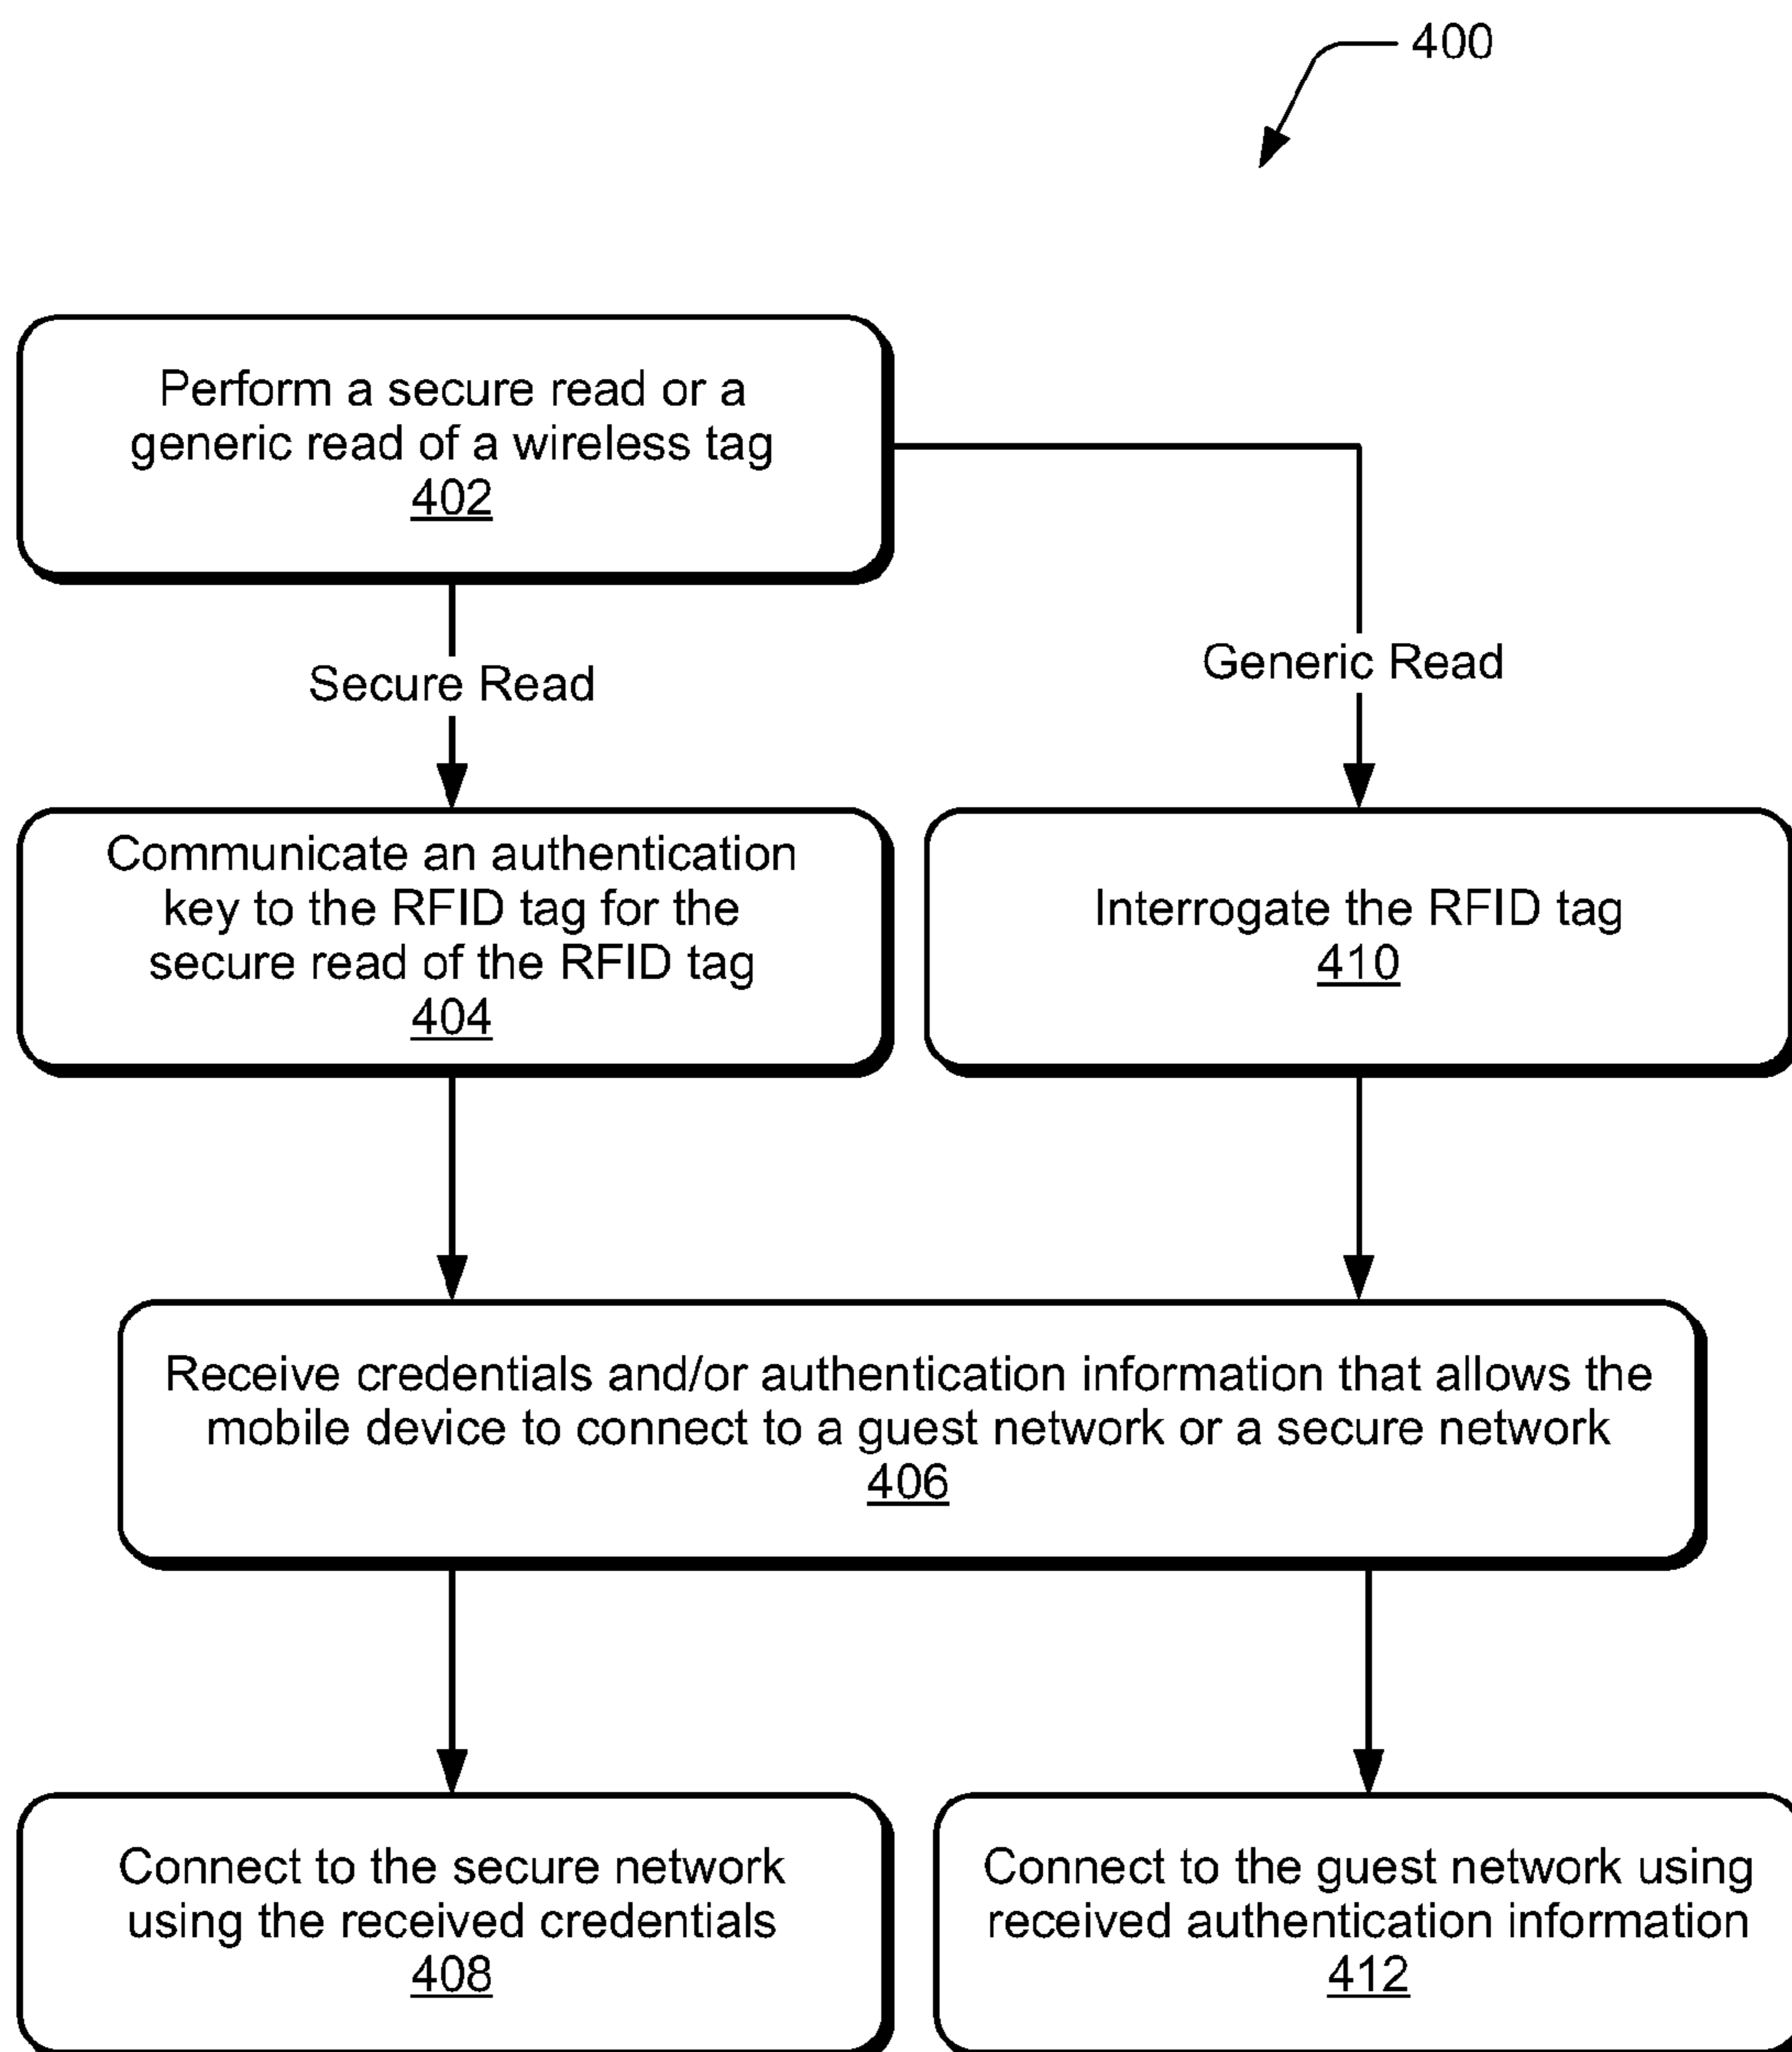 400
Perform a secure read or a
generic read of a wireless tag
402
Secure Read
Generic Read
Communicate an authentication
key to the RFID tag for the
secure read of the RFID tag
404
Interrogate the RFID tag
410
Receive credentials and/or authentication information that allows the
mobile device to connect to a guest network or a secure network
406
Connect to the secure network
using the received credentials
408
Connect to the guest network using
received authentication information
412